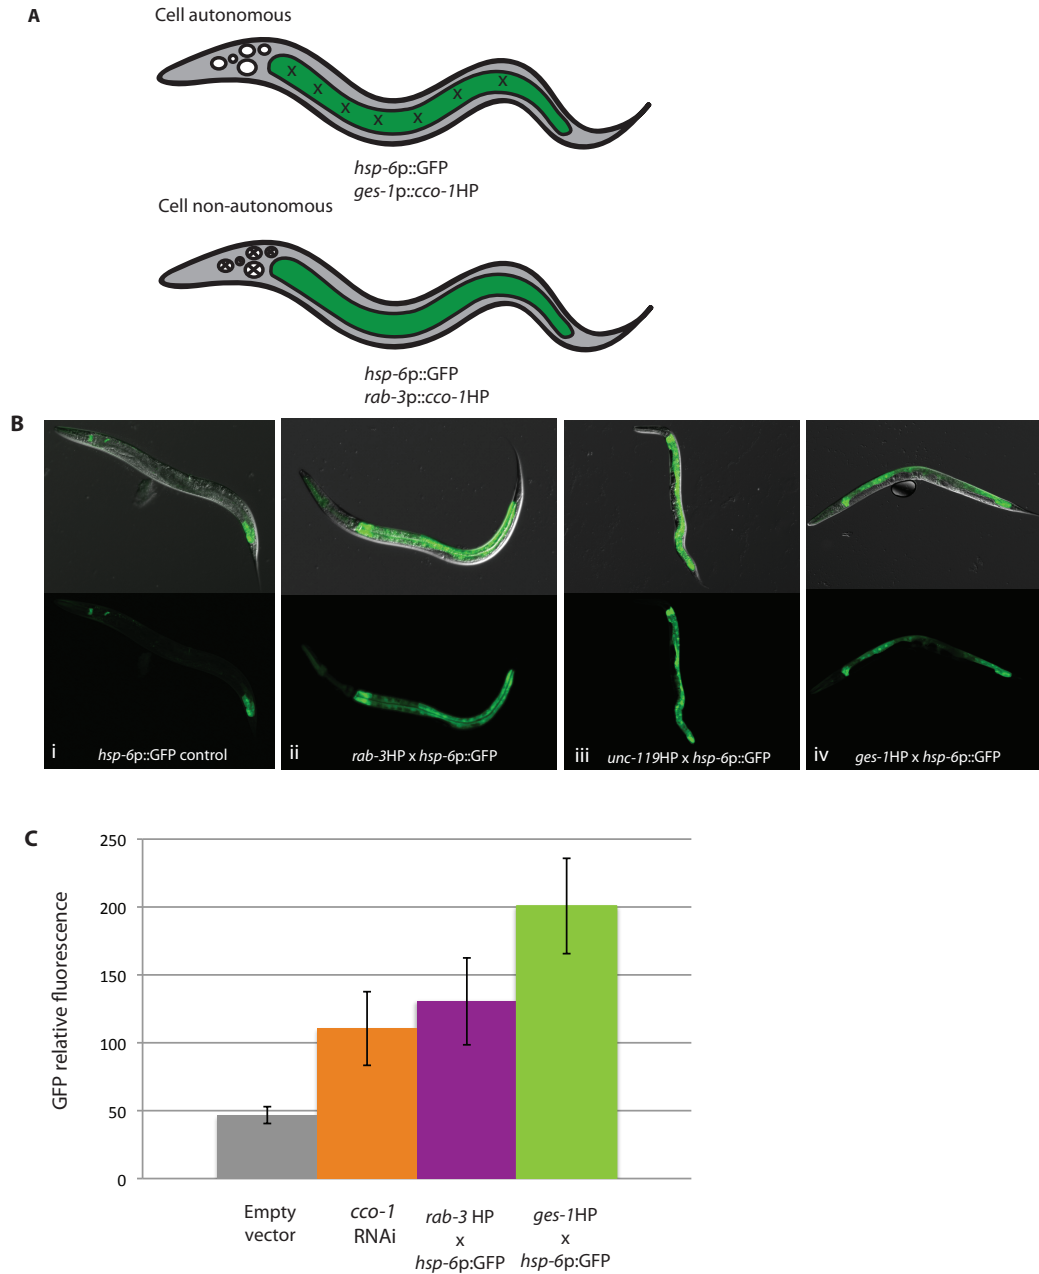 A
Cell autonomous
x x x x x x x
hsp-6p::GFP
ges-1p::cco-1HP
Cell non-autonomous
hsp-6p::GFP
rab-3p::cco-1HP
B
i hsp-6p::GFP control
ii rab-3HP x hsp-6p::GFP
iii unc-119HP x hsp-6p::GFP
iv ges-1HP x hsp-6p::GFP
C
GFP relative fluorescence
250
200
150
100
50
0
Empty
vector
cco-1
RNAi
rab-3 HP
x
hsp-6p:GFP
ges-1HP
x
hsp-6p:GFP